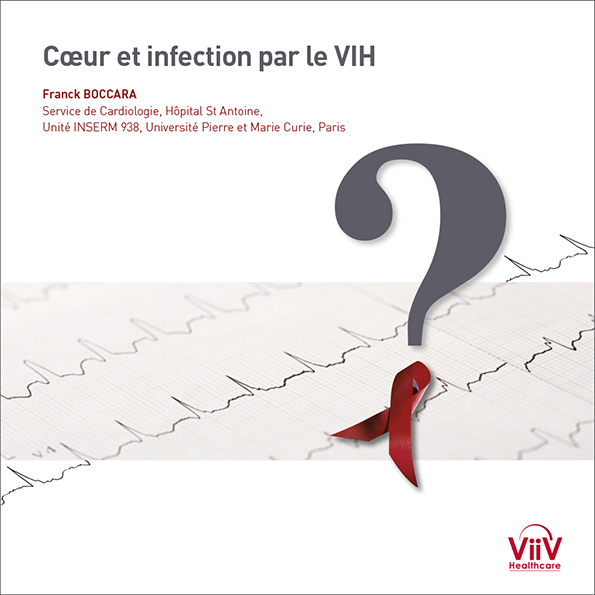 Cœur et infection par le VIH
Franck BOCCARA
Service de Cardiologie, Hôpital St Antoine,
Unité INSERM 938, Université Pierre et Marie Curie, Paris
?
V1
ViiV
Healthcare